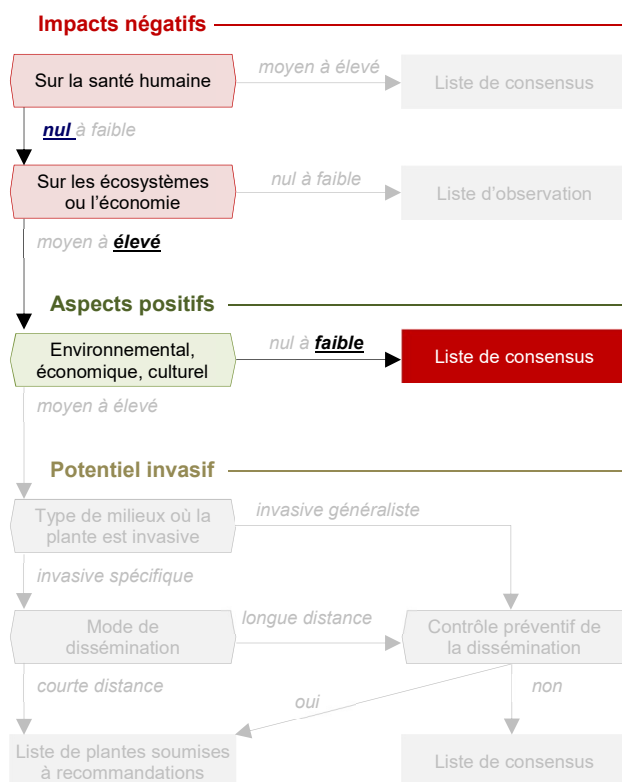 Impacts négatifs
Sur la santé humaine
moyen à élevé
Liste de consensus
nul à faible
Sur les écosystèmes
ou l'économie
nul à faible
Liste d'observation
moyen à élevé
Aspects positifs
Environnemental,
économique, culturel
nul à faible
Liste de consensus
moyen à élevé
Potentiel invasif
Type de milieux où la
plante est invasive
invasive généraliste
invasive spécifique
Mode de
dissémination
longue distance
Contrôle préventif de
la dissémination
courte distance
oui
non
Liste de plantes soumises
à recommandations
Liste de consensus